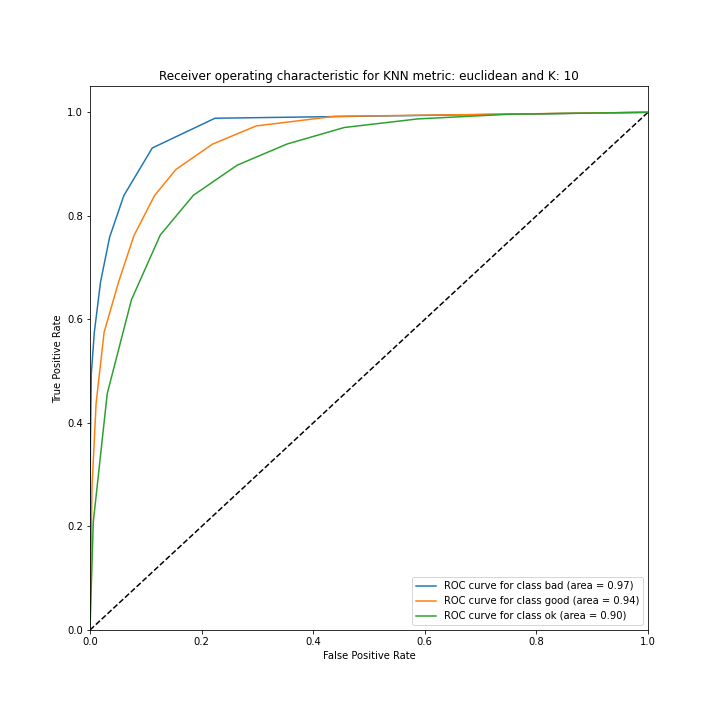 Receiver operating characteristic for KNN metric: euclidean and K: 10
True Positive Rate
1.0
0.8
0.6
0.4
0.2
0.0
ROC curve for class bad (area = 0.97)
ROC curve for class good (area = 0.94)
ROC curve for class ok (area = 0.90)
0.0 0.2 0.4 0.6 0.8 1.0
False Positive Rate